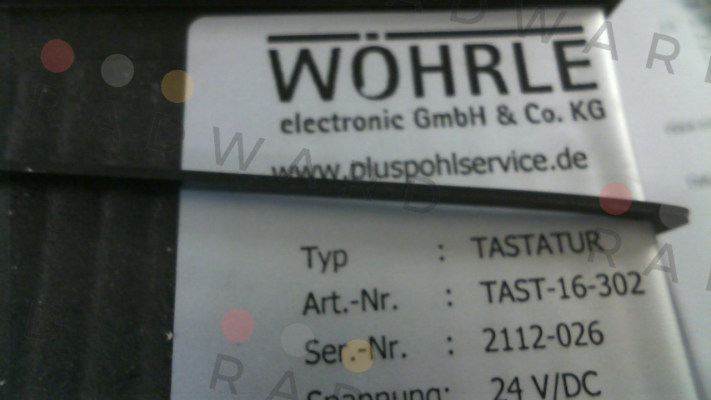 WÖHRLE
electronic GmbH & Co. KG
www.pluspohlservice.de
Typ : TASTATUR
Art.-Nr. : TAST-16-302
Ser.-Nr. : 2112-026
Spannung: 24 V/DC